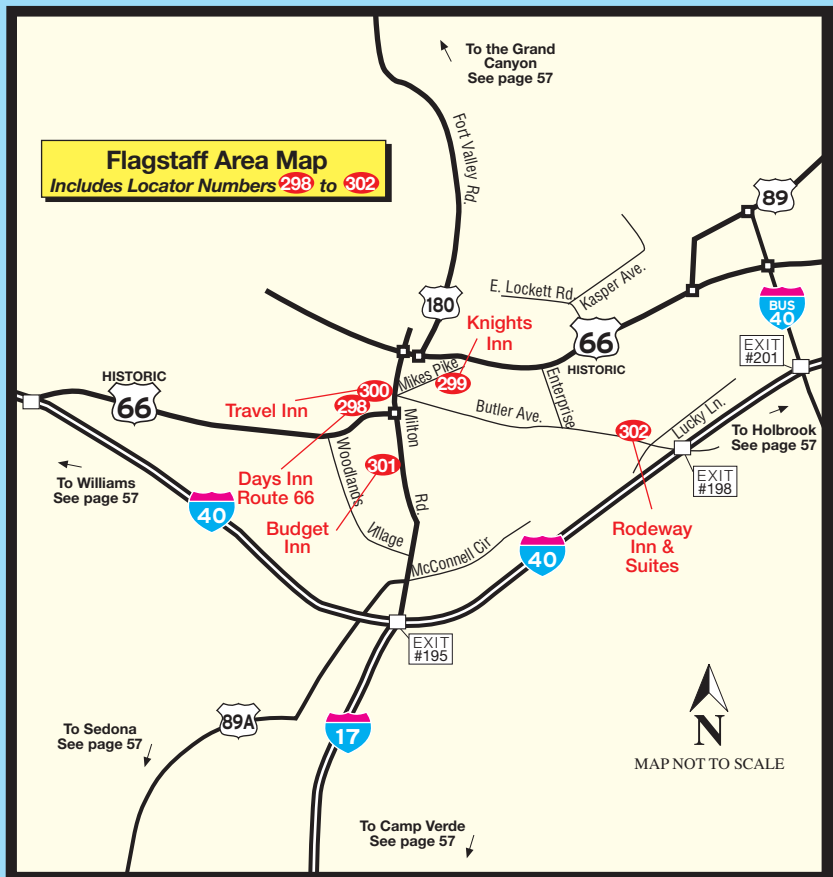 To the Grand
Canyon
See page 57
Flagstaff Area Map
Includes Locator Numbers 298 to 302
Fort Valley Rd.
89
E. Lockett Rd.
Kasper Ave.
180
BUS
40
Knights
Inn
66
HISTORIC
EXIT
#201
HISTORIC
66
Mikes Pike
299
300
Travel Inn
298
Enterprise
Butler Ave.
Milton
Rd.
302
Lucky Ln.
To Holbrook
See page 57
To Williams
See page 57
Days Inn
Route 66
Woodlands
Village
301
EXIT
#198
40
Budget
Inn
Rodeway
Inn &
Suites
McConnell Cir
40
EXIT
#195
89A
To Sedona
See page 57
17
N
MAP NOT TO SCALE
To Camp Verde
See page 57